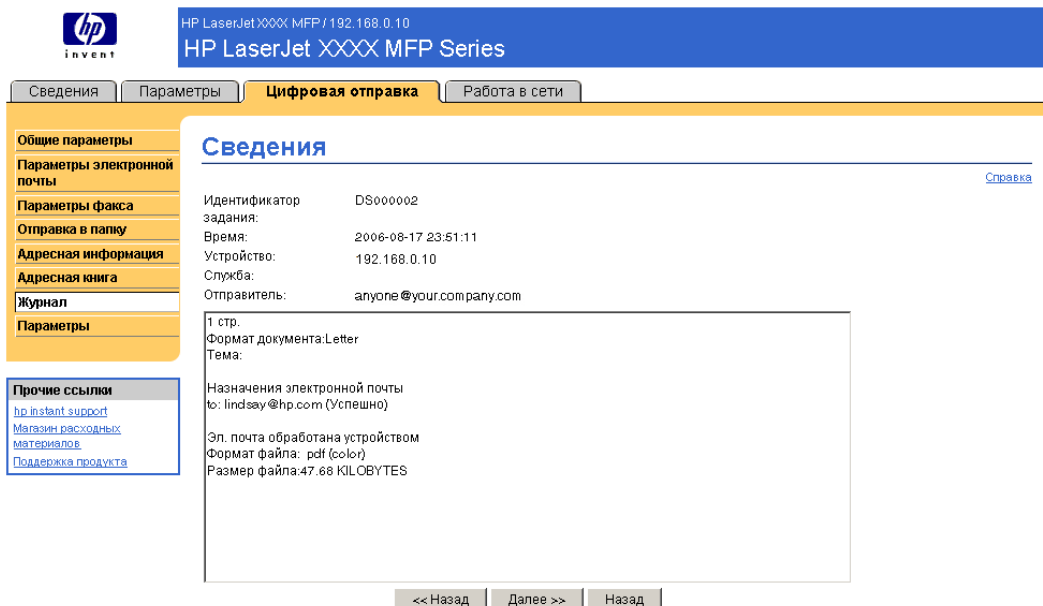 hp
invent
HP LaserJet XXXX MFP / 192.168.0.10
HP LaserJet XXXX MFP Series
Сведения
Параметры
Цифровая отправка
Работа в сети
Общие параметры
Параметры электронной
почты
Параметры факса
Отправка в папку
Адресная информация
Адресная книга
Журнал
Параметры
Прочие ссылки
hp instant support
Магазин расходных
материалов
Поддержка продукта
Сведения
Справка
Идентификатор DS000002
задания:
Время: 2006-08-17 23:51:11
Устройство: 192.168.0.10
Служба:
Отправитель: anyone@your.company.com
1 стр.
Формат документа:Letter
Тема:
Назначения электронной почты
to: lindsay@hp.com (Успешно)
Эл. почта обработана устройством
Формат файла: pdf (color)
Размер файла:47.68 KILOBYTES
<< Назад
Далее >>
Назад